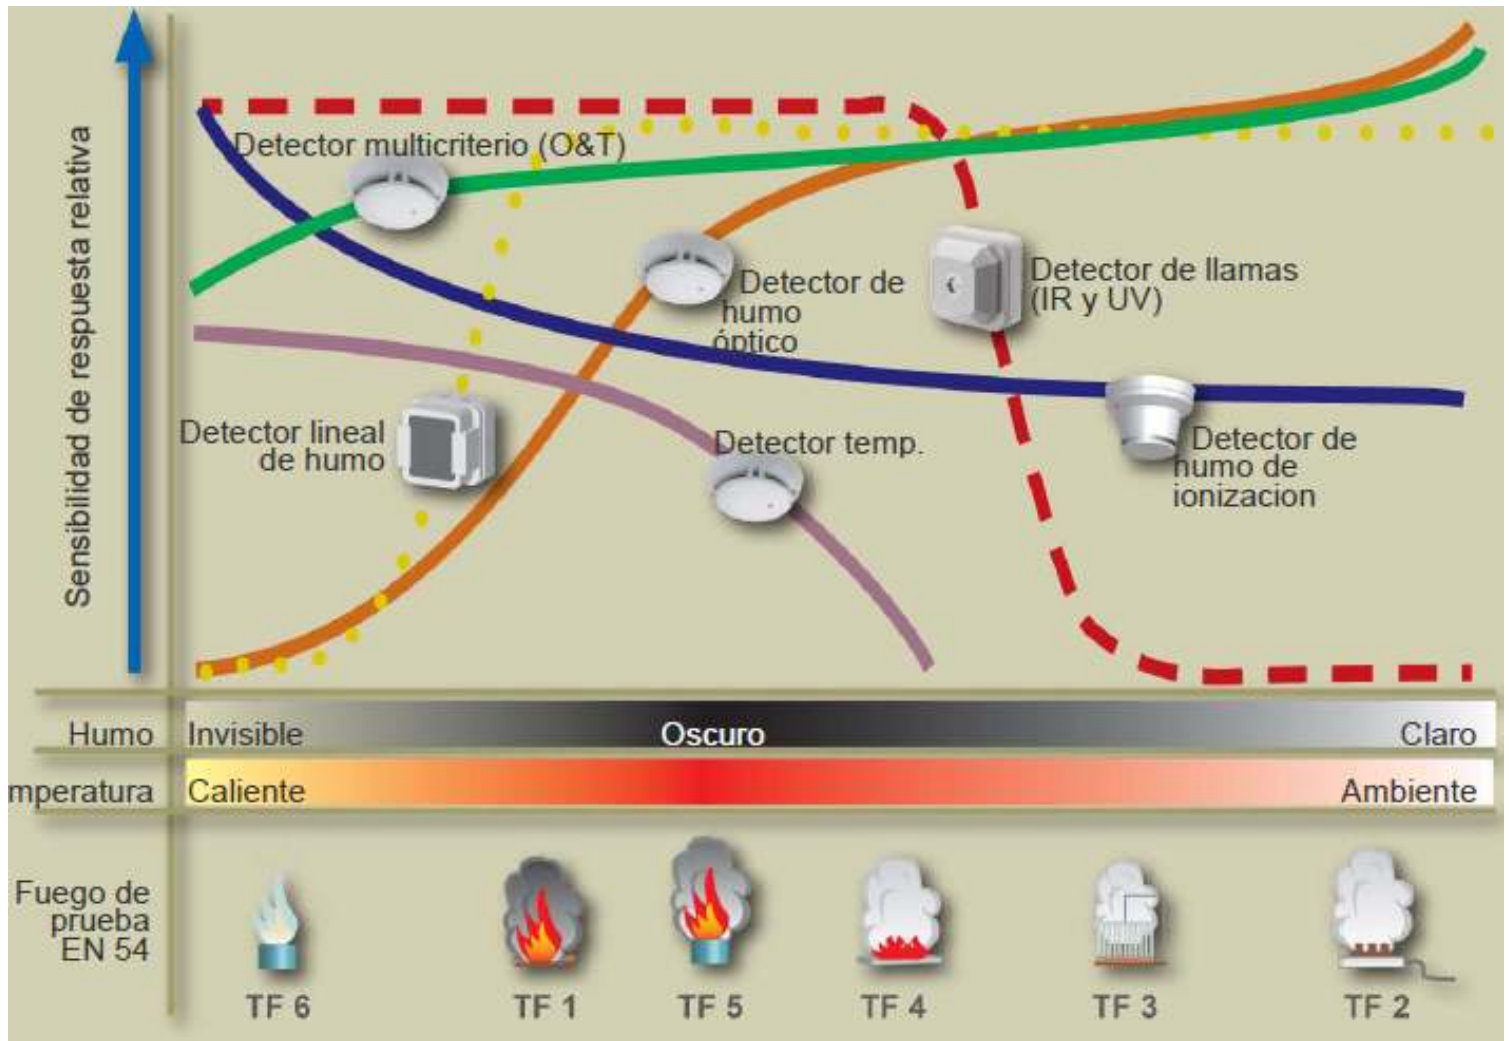 Sensibilidad de respuesta relativa
Detector multicriterio (O&T)
Detector de
humo
óptico
Detector de llamas
(IR y UV)
Detector lineal
de humo
Detector temp.
Detector de
humo de
ionizacion
Humo
Invisible
Oscuro
Claro
mperatura
Caliente
Ambiente
Fuego de
prueba
EN 54
TF 6
TF 1
TF 5
TF 4
TF 3
TF 2